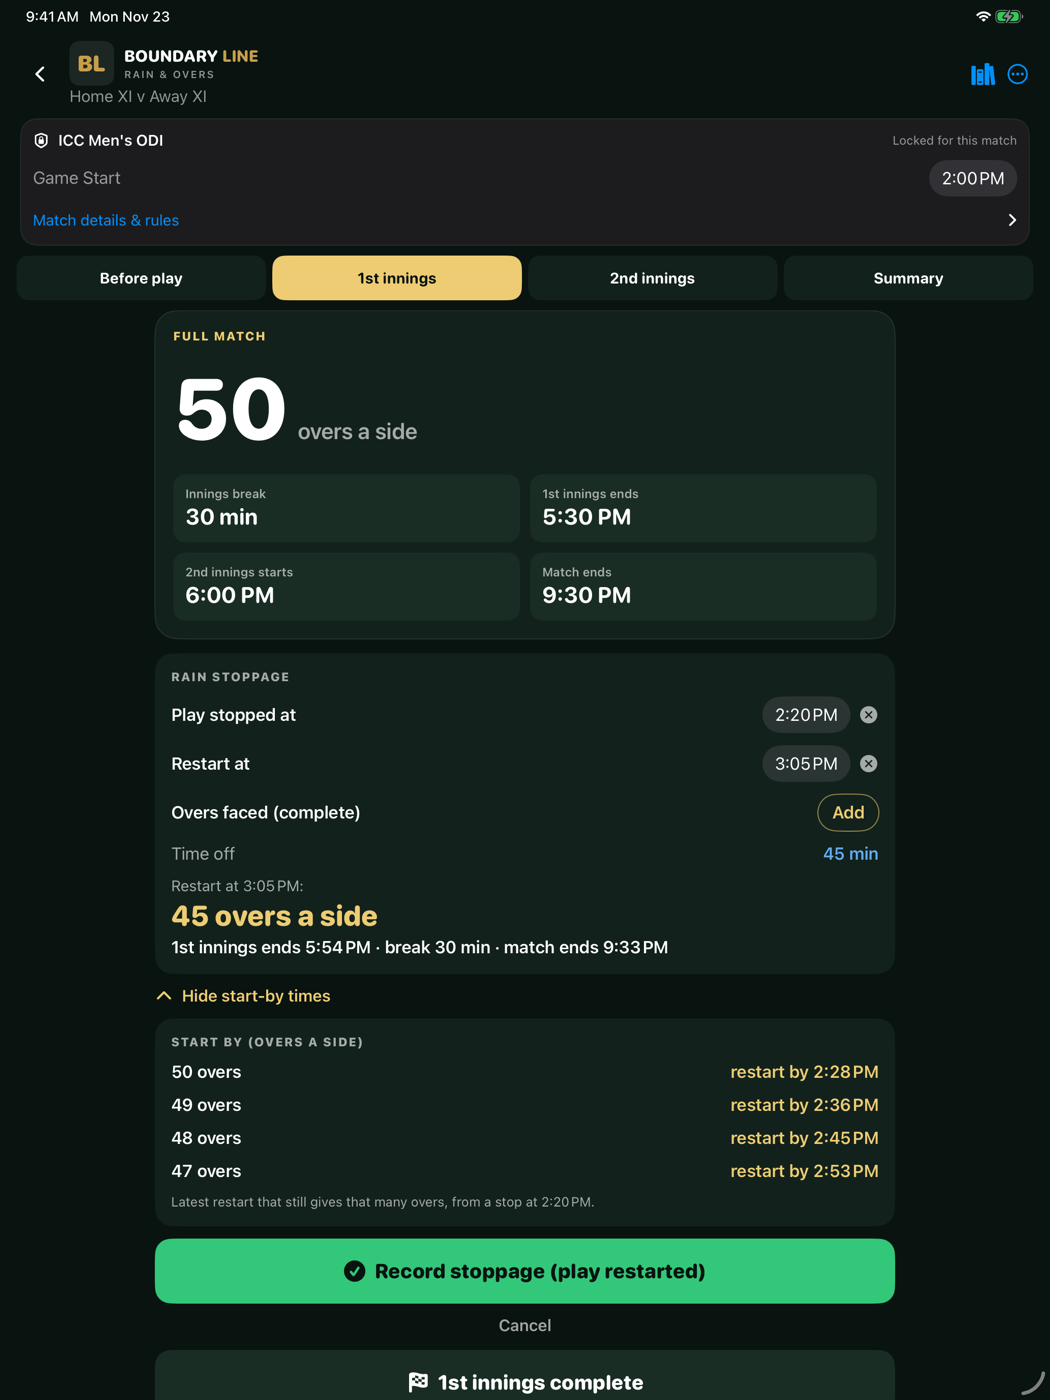 9:41 AM Mon Nov 23
BL
BOUNDARY LINE
RAIN & OVERS
Home XI v Away XI
ICC Men's ODI
Locked for this match
Game Start
2:00 PM
Match details & rules
Before play
1st innings
2nd innings
Summary
FULL MATCH
50 overs a side
Innings break
30 min
1st innings ends
5:30 PM
2nd innings starts
6:00 PM
Match ends
9:30 PM
RAIN STOPPAGE
Play stopped at
2:20 PM
Restart at
3:05 PM
Overs faced (complete)
Add
Time off
45 min
Restart at 3:05 PM:
45 overs a side
1st innings ends 5:54 PM · break 30 min · match ends 9:33 PM
Hide start-by times
START BY (OVERS A SIDE)
50 overs
restart by 2:28 PM
49 overs
restart by 2:36 PM
48 overs
restart by 2:45 PM
47 overs
restart by 2:53 PM
Latest restart that still gives that many overs, from a stop at 2:20 PM.
Record stoppage (play restarted)
Cancel
1st innings complete